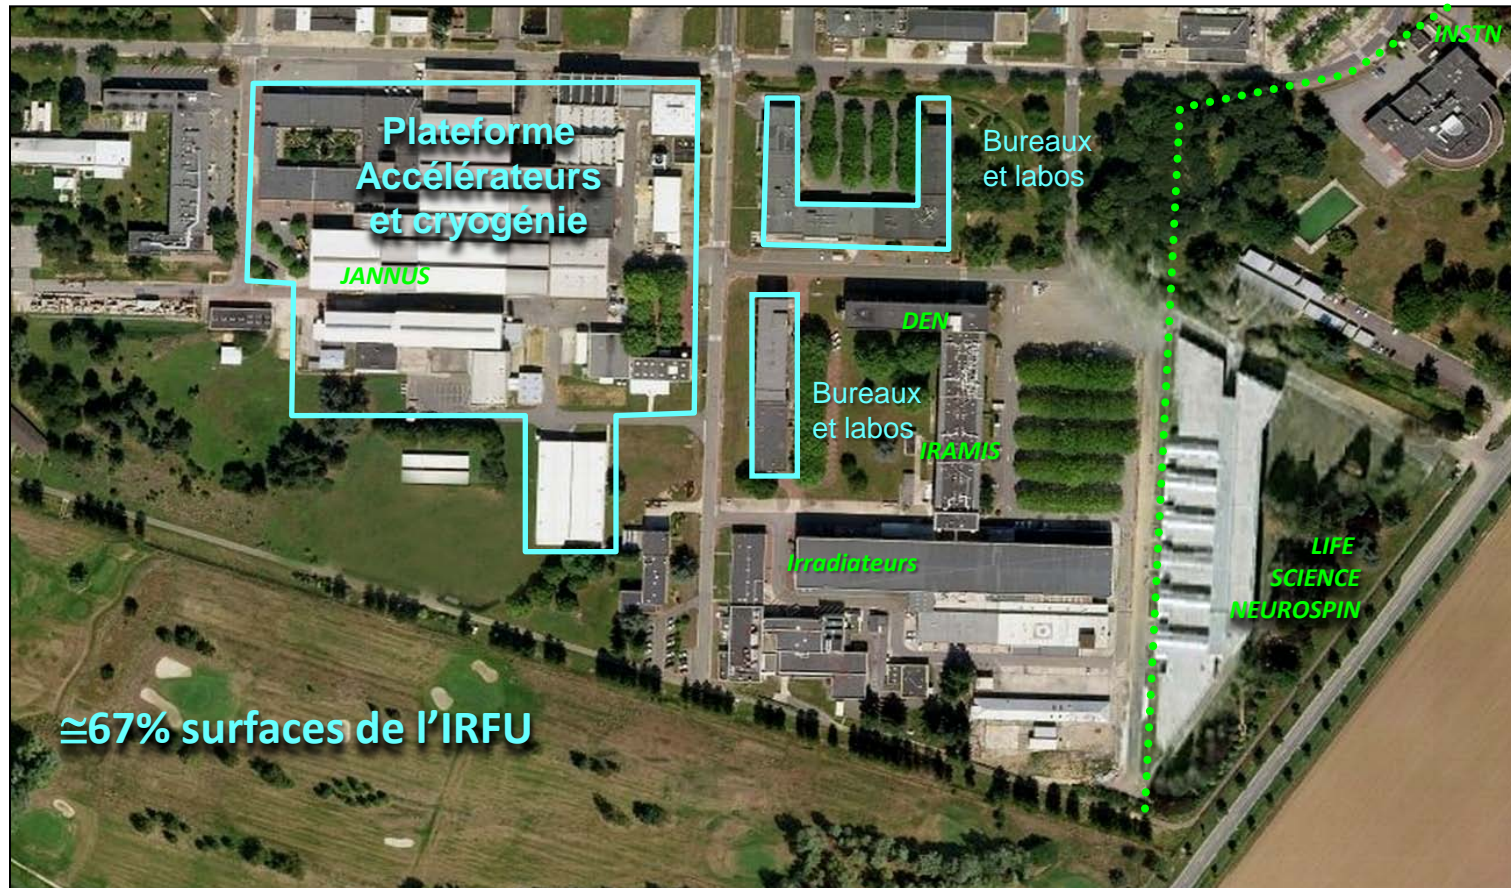 INSTN
Plateforme
Accélérateurs
et cryogénie
Bureaux
et labos
JANNUS
DEN
Bureaux
et labos
IRAMIS
Irradiateurs
LIFE
SCIENCE
NEUROSPIN
≅67% surfaces de l’IRFU